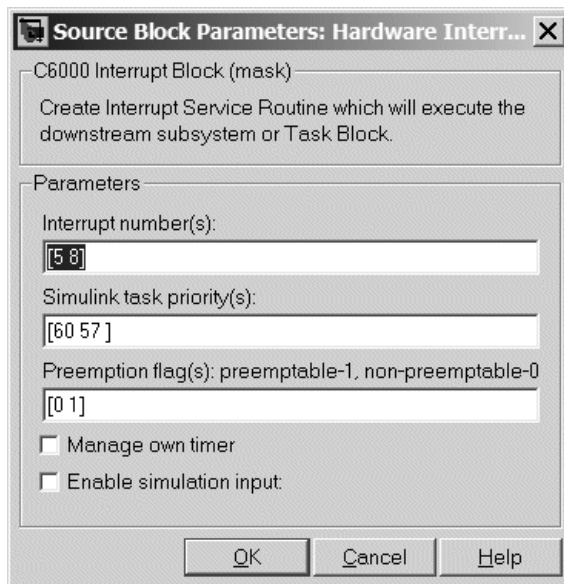 Source Block Parameters: Hardware Interr...
C6000 Interrupt Block (mask)
Create Interrupt Service Routine which will execute the
downstream subsystem or Task Block.
Parameters
Interrupt number(s):
[5 8]
Simulink task priority(s):
[60 57 ]
Preemption flag(s): preemptable-1, non-preemptable-0
[0 1]
Manage own timer
Enable simulation input:
OK Cancel Help